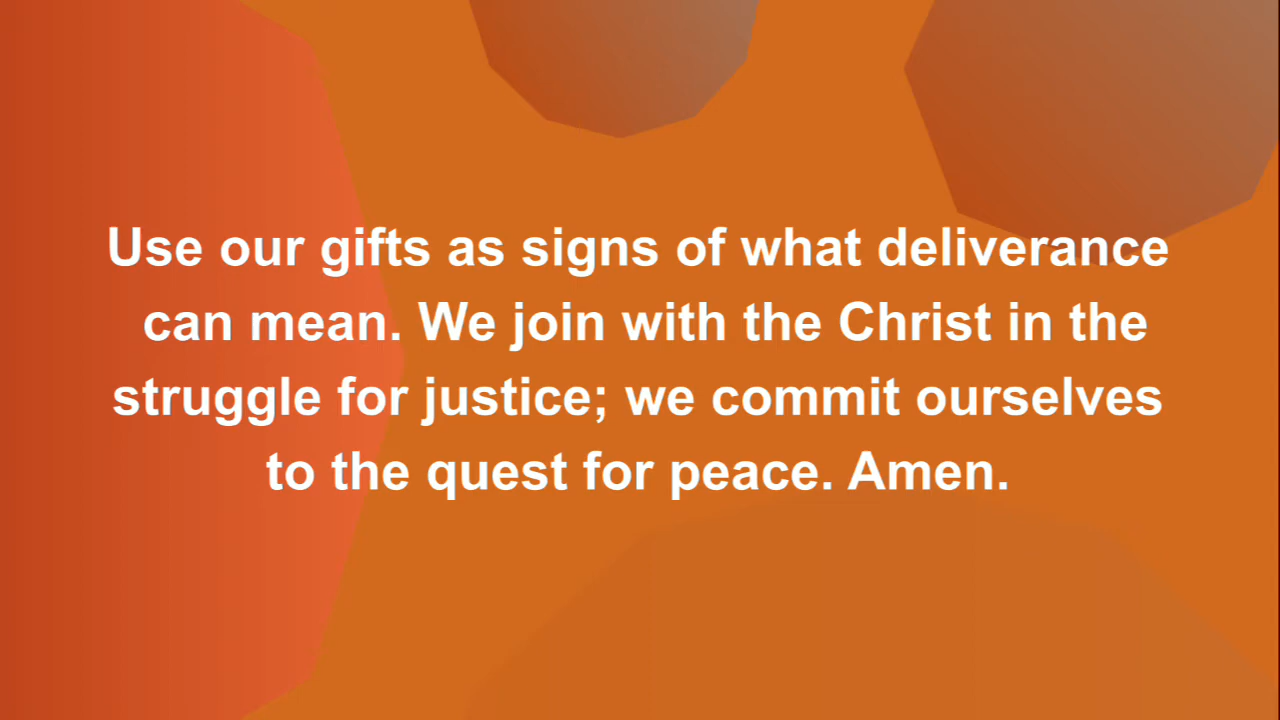 Use our gifts as signs of what deliverance
can mean. We join with the Christ in the
struggle for justice; we commit ourselves
to the quest for peace. Amen.